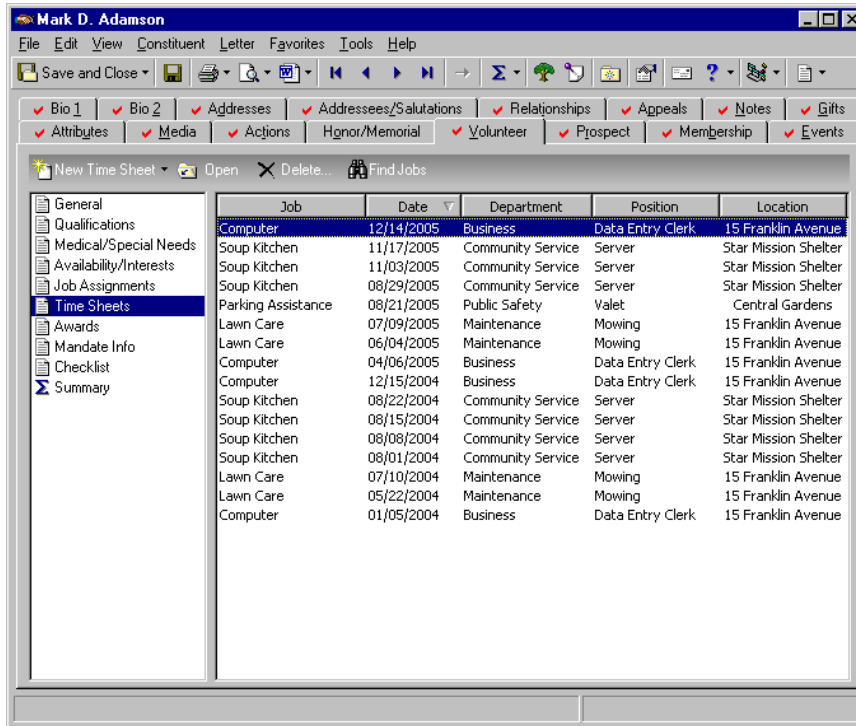 Mark D. Adamson
File Edit View Constituent Letter Favorites Tools Help
Save and Close
Bio 1 Bio 2 Addresses Addressees/Salutations Relationships Appeals Notes Gifts
Attributes Media Actions Honor/Memorial Volunteer Prospect Membership Events
New Time Sheet Open Delete... Find Jobs
General
Qualifications
Medical/Special Needs
Availability/Interests
Job Assignments
Time Sheets
Awards
Mandate Info
Checklist
Summary
Job Date Department Position Location
Computer 12/14/2005 Business Data Entry Clerk 15 Franklin Avenue
Soup Kitchen 11/17/2005 Community Service Server Star Mission Shelter
Soup Kitchen 11/03/2005 Community Service Server Star Mission Shelter
Soup Kitchen 08/29/2005 Community Service Server Star Mission Shelter
Parking Assistance 08/21/2005 Public Safety Valet Central Gardens
Lawn Care 07/09/2005 Maintenance Mowing 15 Franklin Avenue
Lawn Care 06/04/2005 Maintenance Mowing 15 Franklin Avenue
Computer 04/06/2005 Business Data Entry Clerk 15 Franklin Avenue
Computer 12/15/2004 Business Data Entry Clerk 15 Franklin Avenue
Soup Kitchen 08/22/2004 Community Service Server Star Mission Shelter
Soup Kitchen 08/15/2004 Community Service Server Star Mission Shelter
Soup Kitchen 08/08/2004 Community Service Server Star Mission Shelter
Soup Kitchen 08/01/2004 Community Service Server Star Mission Shelter
Lawn Care 07/10/2004 Maintenance Mowing 15 Franklin Avenue
Lawn Care 05/22/2004 Maintenance Mowing 15 Franklin Avenue
Computer 01/05/2004 Business Data Entry Clerk 15 Franklin Avenue